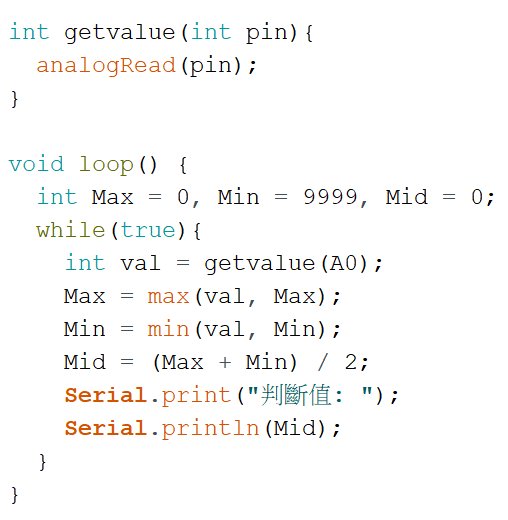 int getvalue(int pin){
  analogRead(pin);
}

void loop() {
  int Max = 0, Min = 9999, Mid = 0;
  while(true){
    int val = getvalue(A0);
    Max = max(val, Max);
    Min = min(val, Min);
    Mid = (Max + Min) / 2;
    Serial.print("判斷值: ");
    Serial.println(Mid);
  }
}